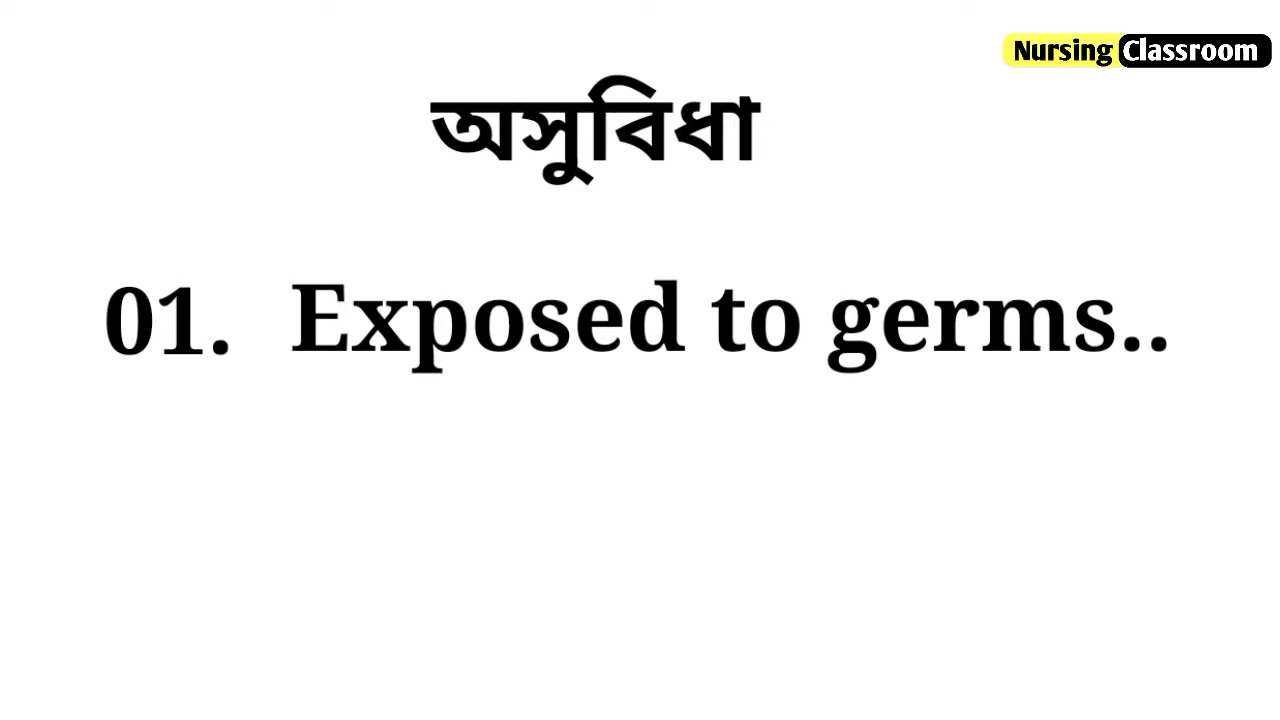 Nursing Classroom
অসুবিধা
01. Exposed to germs..